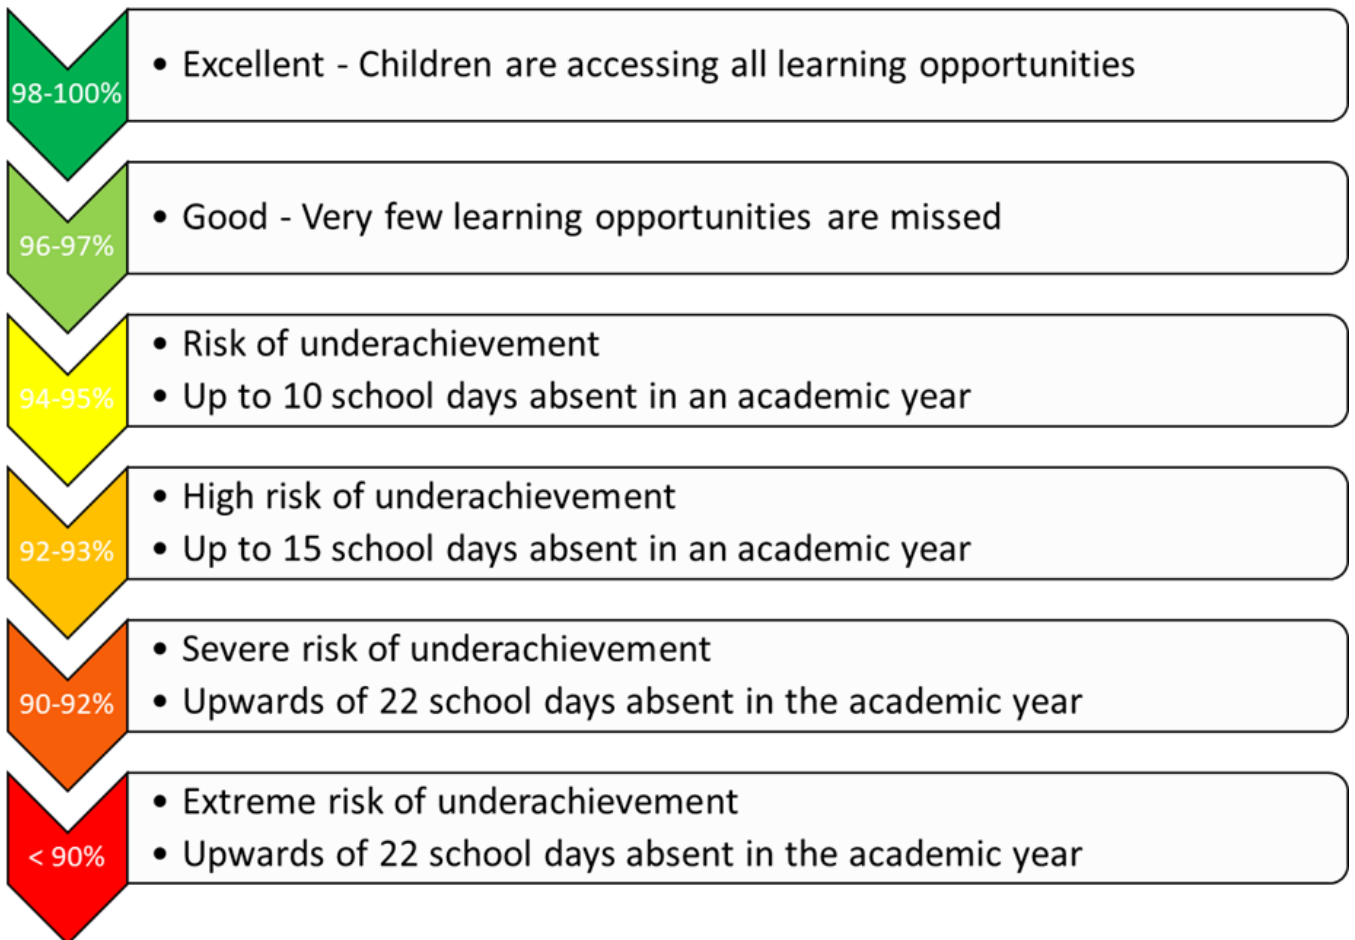 98-100%
• Excellent - Children are accessing all learning opportunities
96-97%
• Good - Very few learning opportunities are missed
94-95%
• Risk of underachievement
• Up to 10 school days absent in an academic year
92-93%
• High risk of underachievement
• Up to 15 school days absent in an academic year
90-92%
• Severe risk of underachievement
• Upwards of 22 school days absent in the academic year
< 90%
• Extreme risk of underachievement
• Upwards of 22 school days absent in the academic year